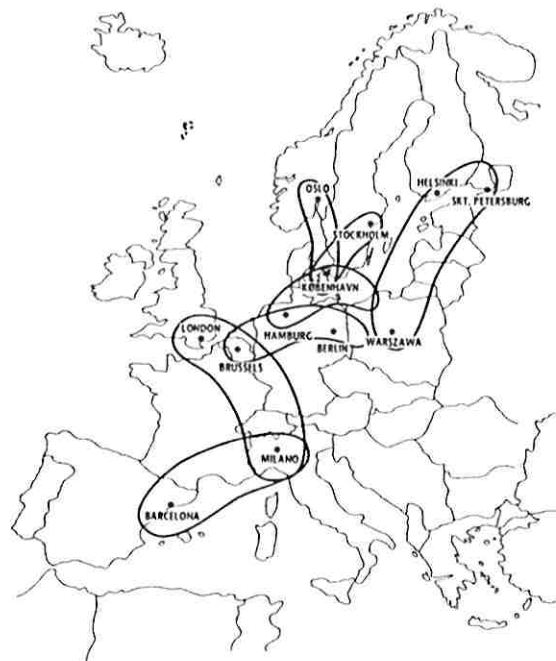 OSLO
HELSINKI
SKT. PETERSBURG
STOCKHOLM
KØBENHAVN
LONDON
HAMBURG
BERLIN
WARSZAWA
BRUSSELS
MILANO
BARCELONA